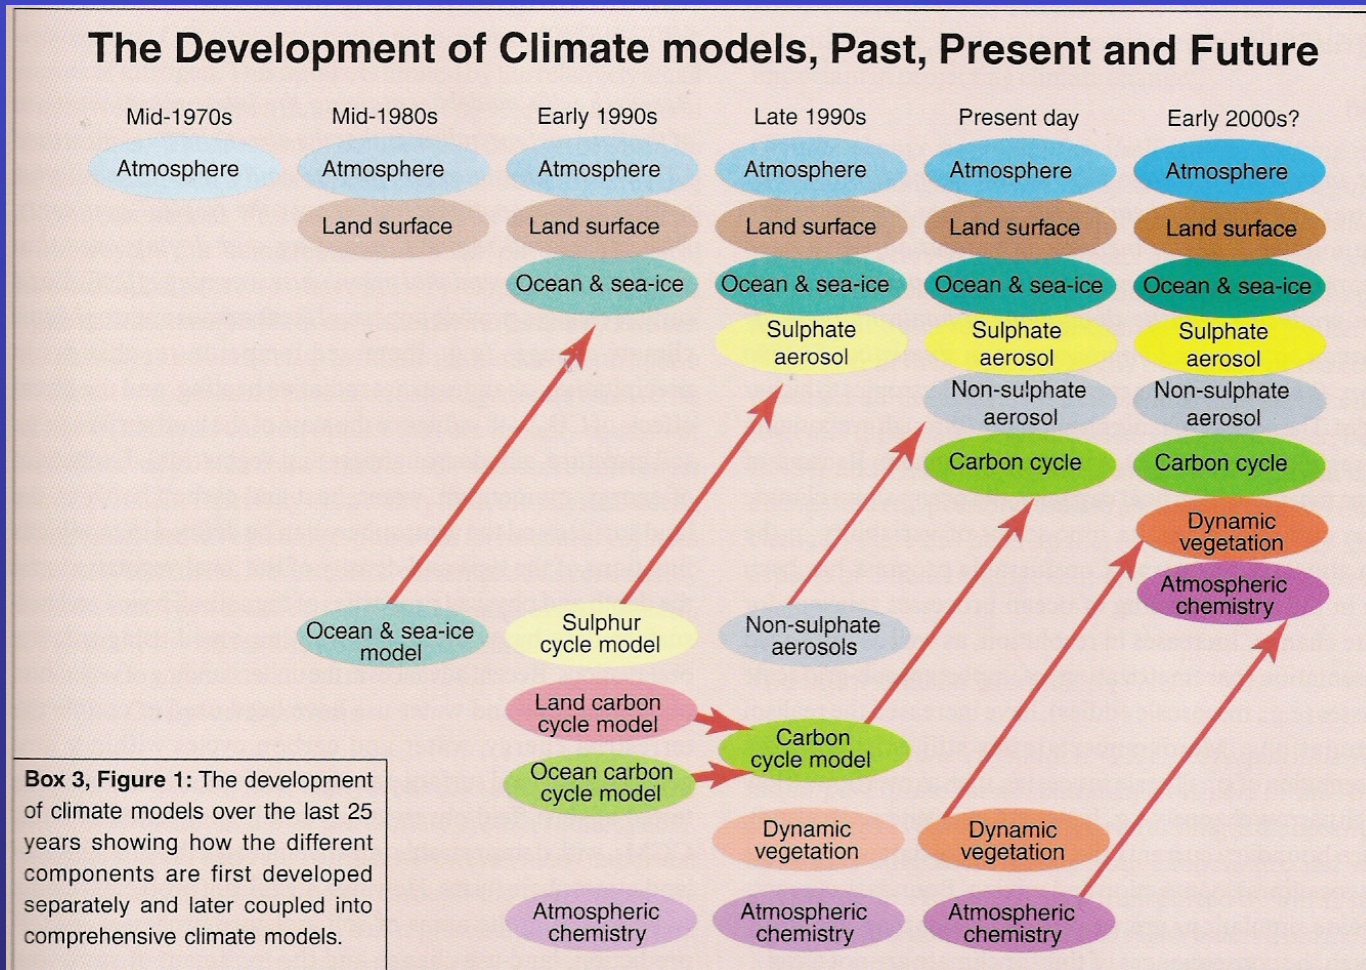 The Development of Climate models, Past, Present and Future
Mid-1970s
Mid-1980s
Early 1990s
Late 1990s
Present day
Early 2000s?
Atmosphere
Atmosphere
Atmosphere
Atmosphere
Atmosphere
Atmosphere
Land surface
Land surface
Land surface
Land surface
Land surface
Ocean & sea-ice
Ocean & sea-ice
Ocean & sea-ice
Ocean & sea-ice
Sulphate
aerosol
Sulphate
aerosol
Sulphate
aerosol
Non-sulphate
aerosol
Non-sulphate
aerosol
Carbon cycle
Carbon cycle
Dynamic
vegetation
Atmospheric
chemistry
Ocean & sea-ice
model
Sulphur
cycle model
Non-sulphate
aerosols
Land carbon
cycle model
Carbon
cycle model
Ocean carbon
cycle model
Dynamic
vegetation
Dynamic
vegetation
Atmospheric
chemistry
Atmospheric
chemistry
Atmospheric
chemistry
Box 3, Figure 1: The development
of climate models over the last 25
years showing how the different
components are first developed
separately and later coupled into
comprehensive climate models.